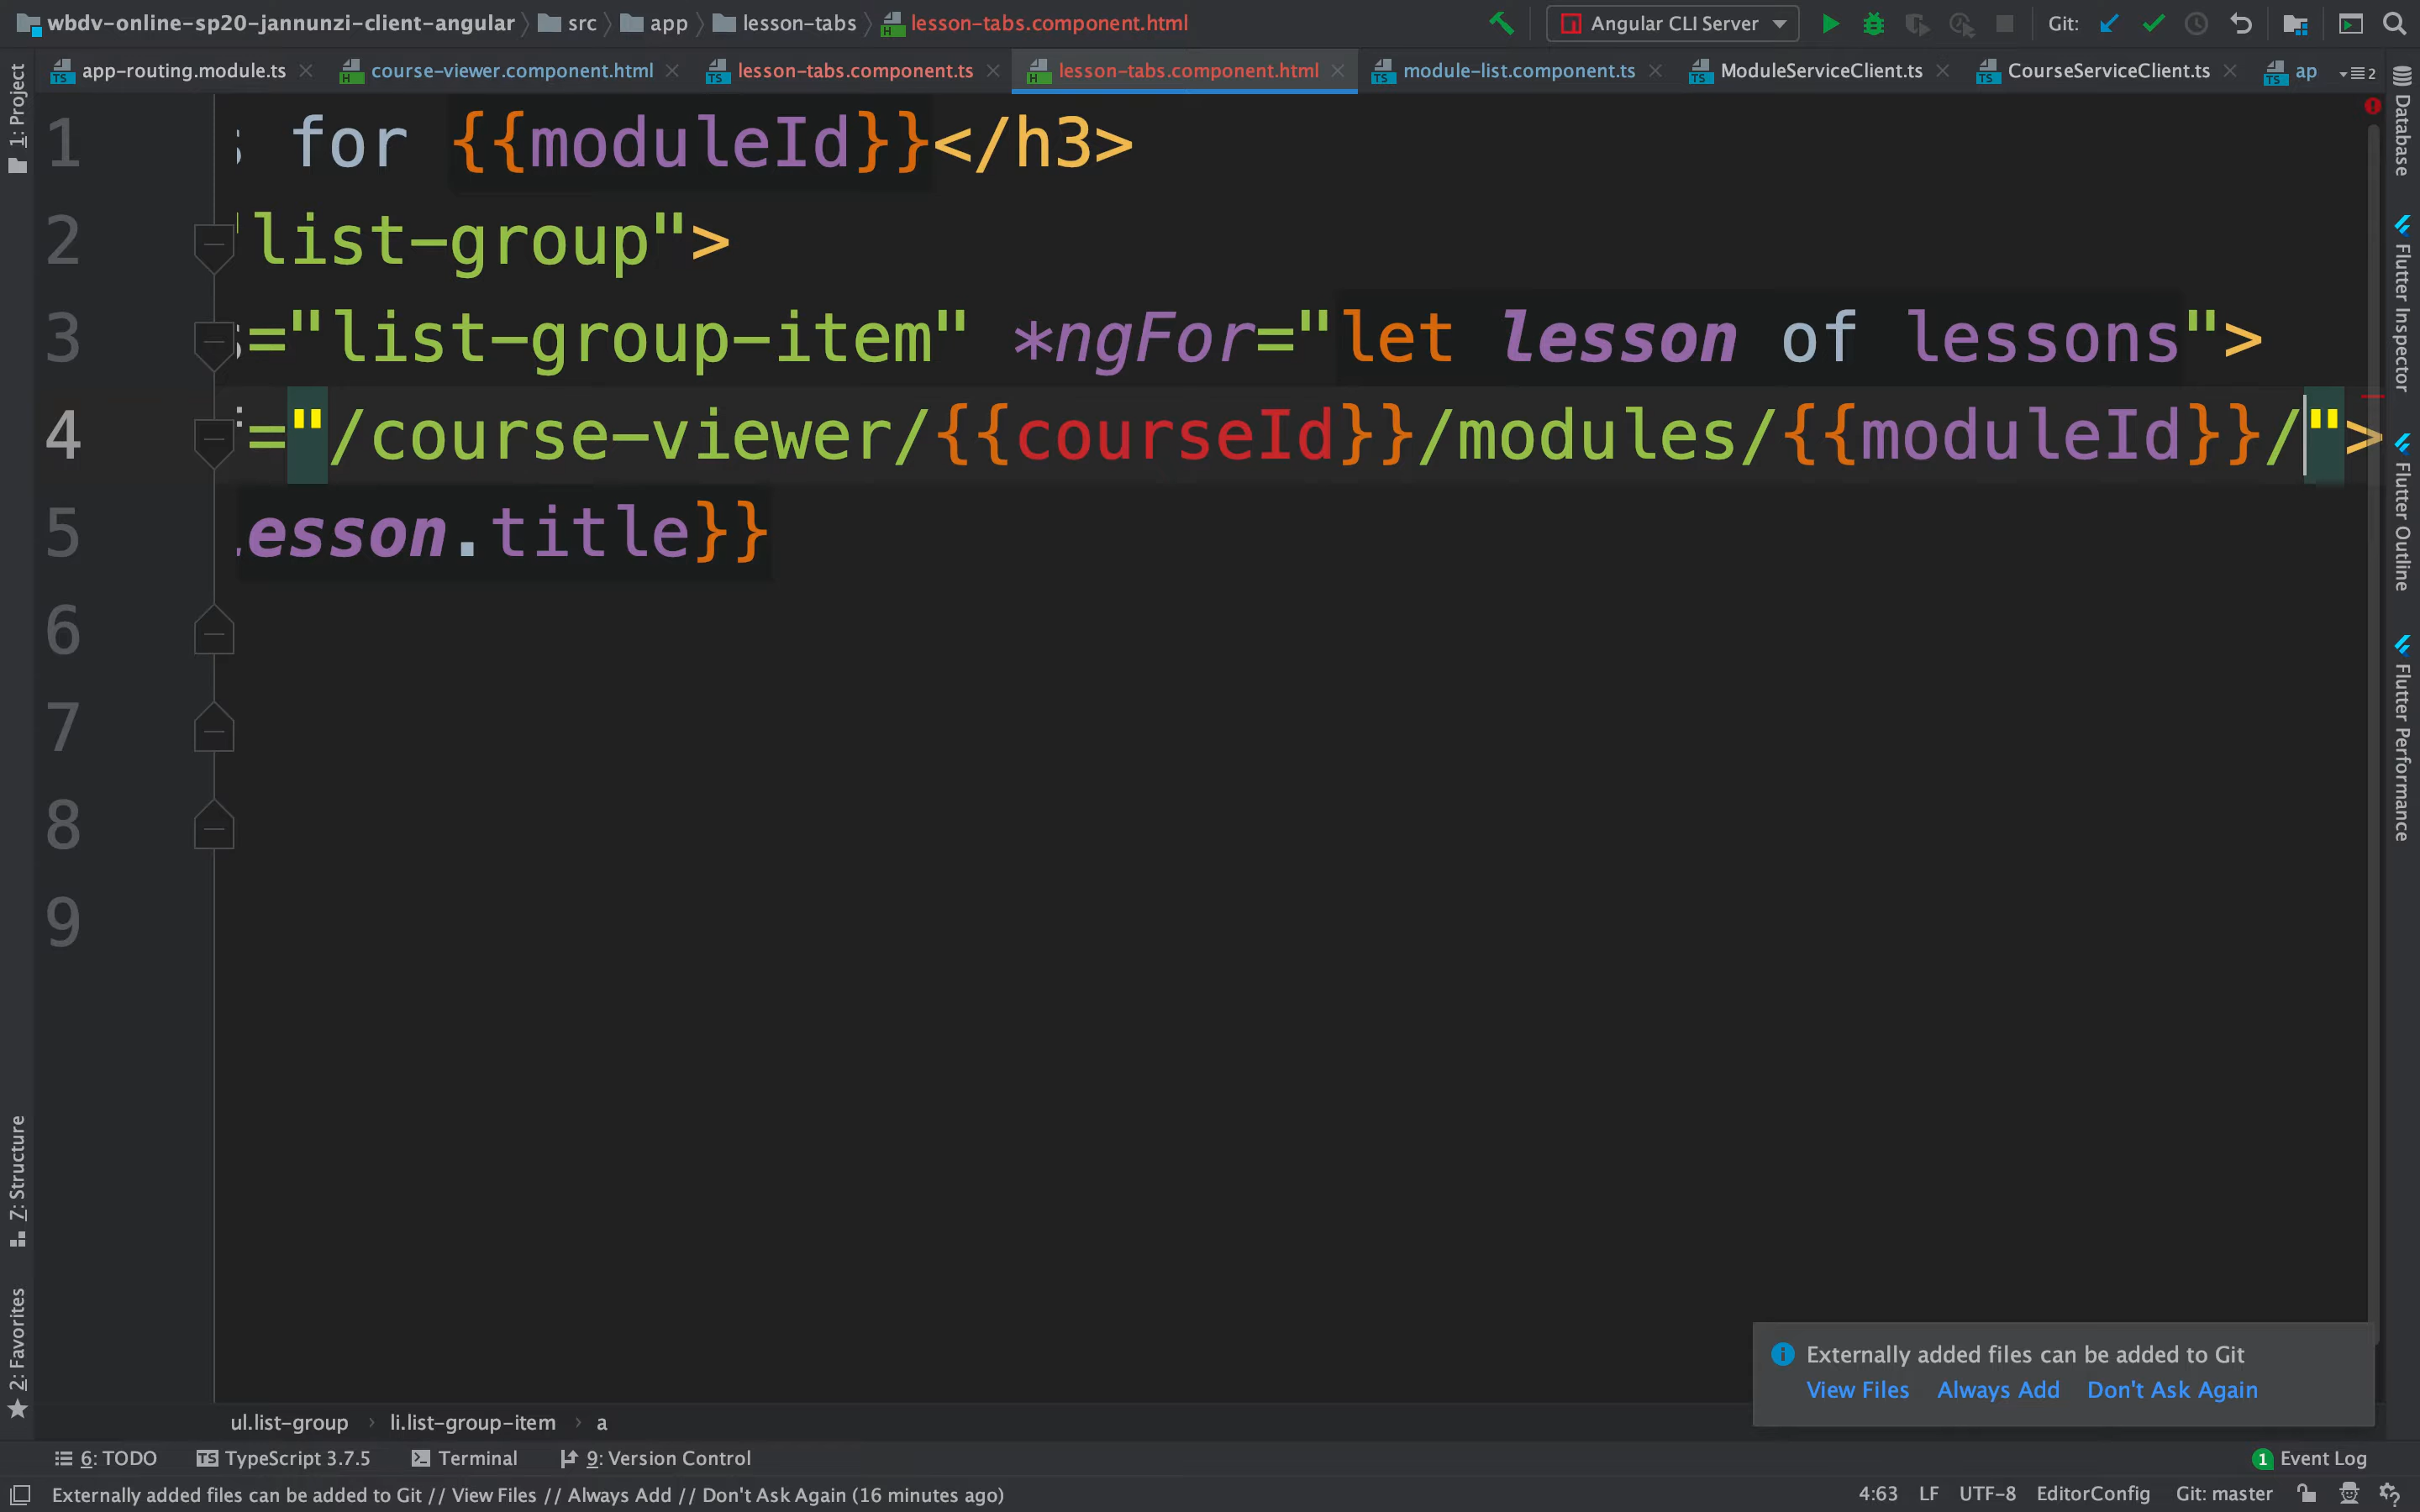 wbdv-online-sp20-jannunzi-client-angular src app lesson-tabs lesson-tabs.component.html Angular CLI Server Git:
app-routing.module.ts course-viewer.component.html lesson-tabs.component.ts lesson-tabs.component.html module-list.component.ts ModuleServiceClient.ts CourseServiceClient.ts ap 2
1: Project
Database
Flutter Inspector
Flutter Outline
Flutter Performance
1 s for {{moduleId}}</h3>
2 "list-group">
3 s="list-group-item" *ngFor="let lesson of lessons">
4 f="/course-viewer/{{courseId}}/modules/{{moduleId}}/">
5 lesson.title}}
6
7
8
9
7: Structure
2: Favorites
Externally added files can be added to Git
View Files Always Add Don't Ask Again
ul.list-group › li.list-group-item › a
6: TODO TypeScript 3.7.5 Terminal 9: Version Control 1 Event Log
Externally added files can be added to Git // View Files // Always Add // Don't Ask Again (16 minutes ago) 4:63 LF UTF-8 EditorConfig Git: master